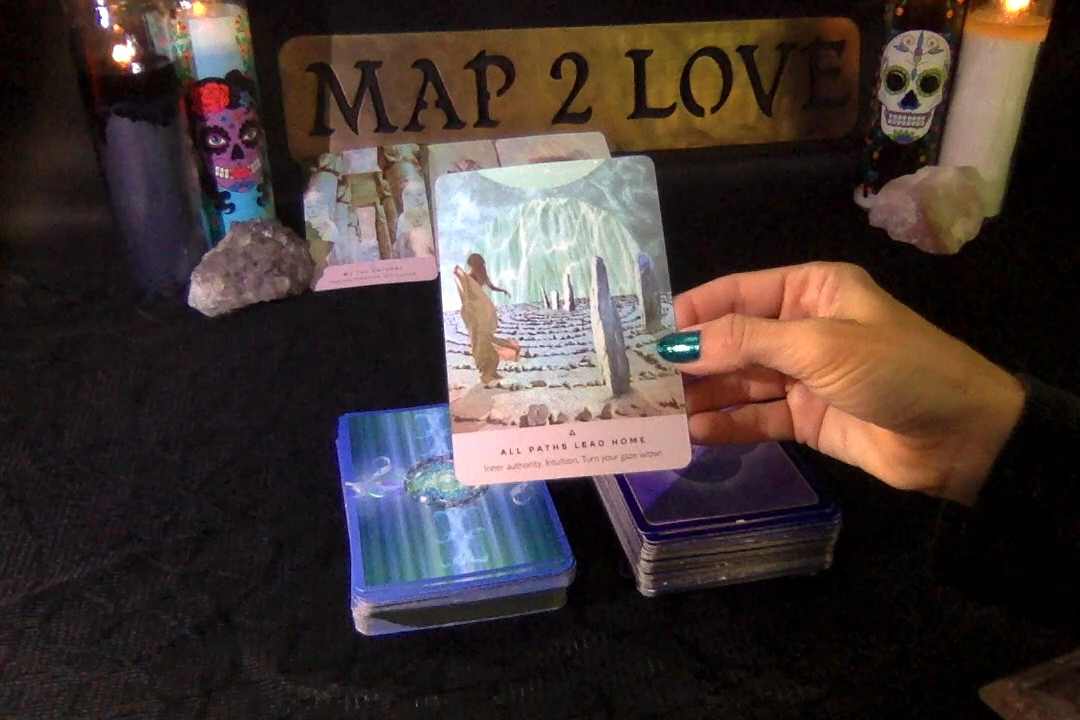 MAP 2 LOVE
ALL PATHS LEAD HOME
Inner authority. Intuition. Turn your gaze within